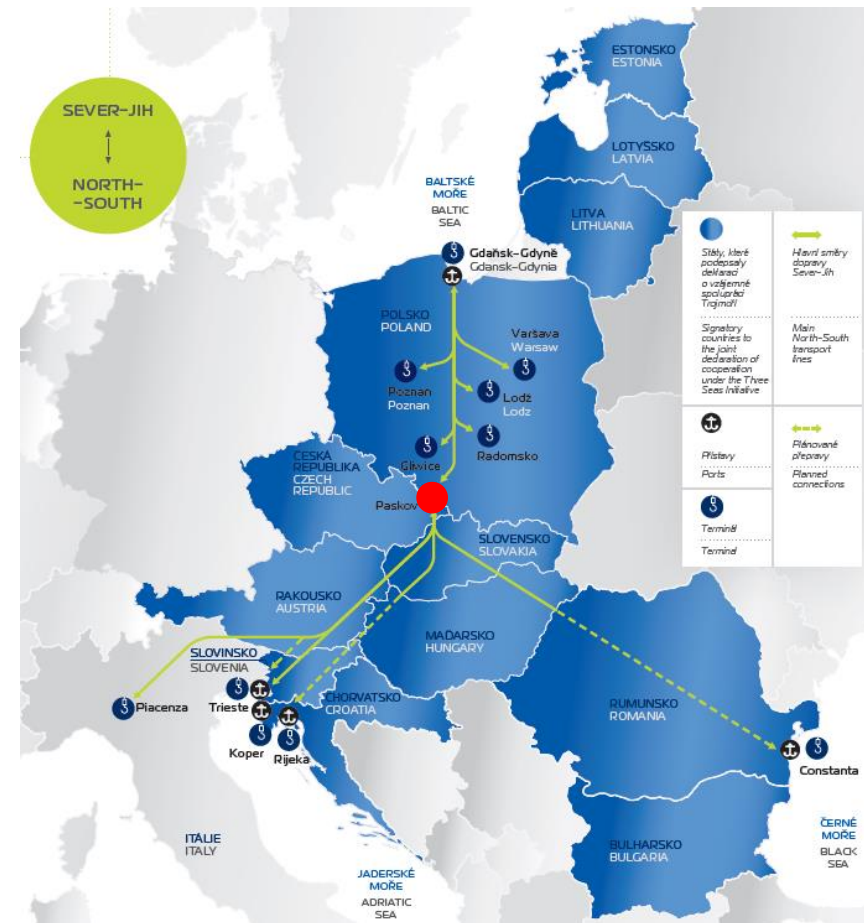 SEVER-JIH
NORTH-
-SOUTH
ESTONSKO
ESTONIA
LOTYŠSKO
LATVIA
LITVA
LITHUANIA
BALTSKÉ
MOŘE
BALTIC
SEA
Gdaňsk-Gdyně
Gdansk-Gdynia
POLSKO
POLAND
Varšava
Warsaw
Poznan
Poznan
Lodž
Lodz
Radomsko
Gliwice
ČESKÁ
REPUBLIKA
CZECH
REPUBLIC
Paskov
SLOVENSKO
SLOVAKIA
RAKOUSKO
AUSTRIA
MAĎARSKO
HUNGARY
SLOVINSKO
SLOVENIA
CHORVATSKO
CROATIA
RUMUNSKO
ROMANIA
Piacenza
Trieste
Koper
Rijeka
Constanta
ITÁLIE
ITALY
BULHARSKO
BULGARIA
JADERSKÉ
MOŘE
ADRIATIC
SEA
ČERNÉ
MOŘE
BLACK
SEA
Státy, které
podepsaly
deklaraci
o vzájemné
spolupráci
Trojmoří
Signatory
countries to
the joint
declaration of
cooperation
under the Three
Seas Initiative
Hlavní směry
dopravy
Sever-Jih
Main
North-South
transport
lines
Přístavy
Ports
Plánované
přepravy
Planned
connections
Terminál
Terminal